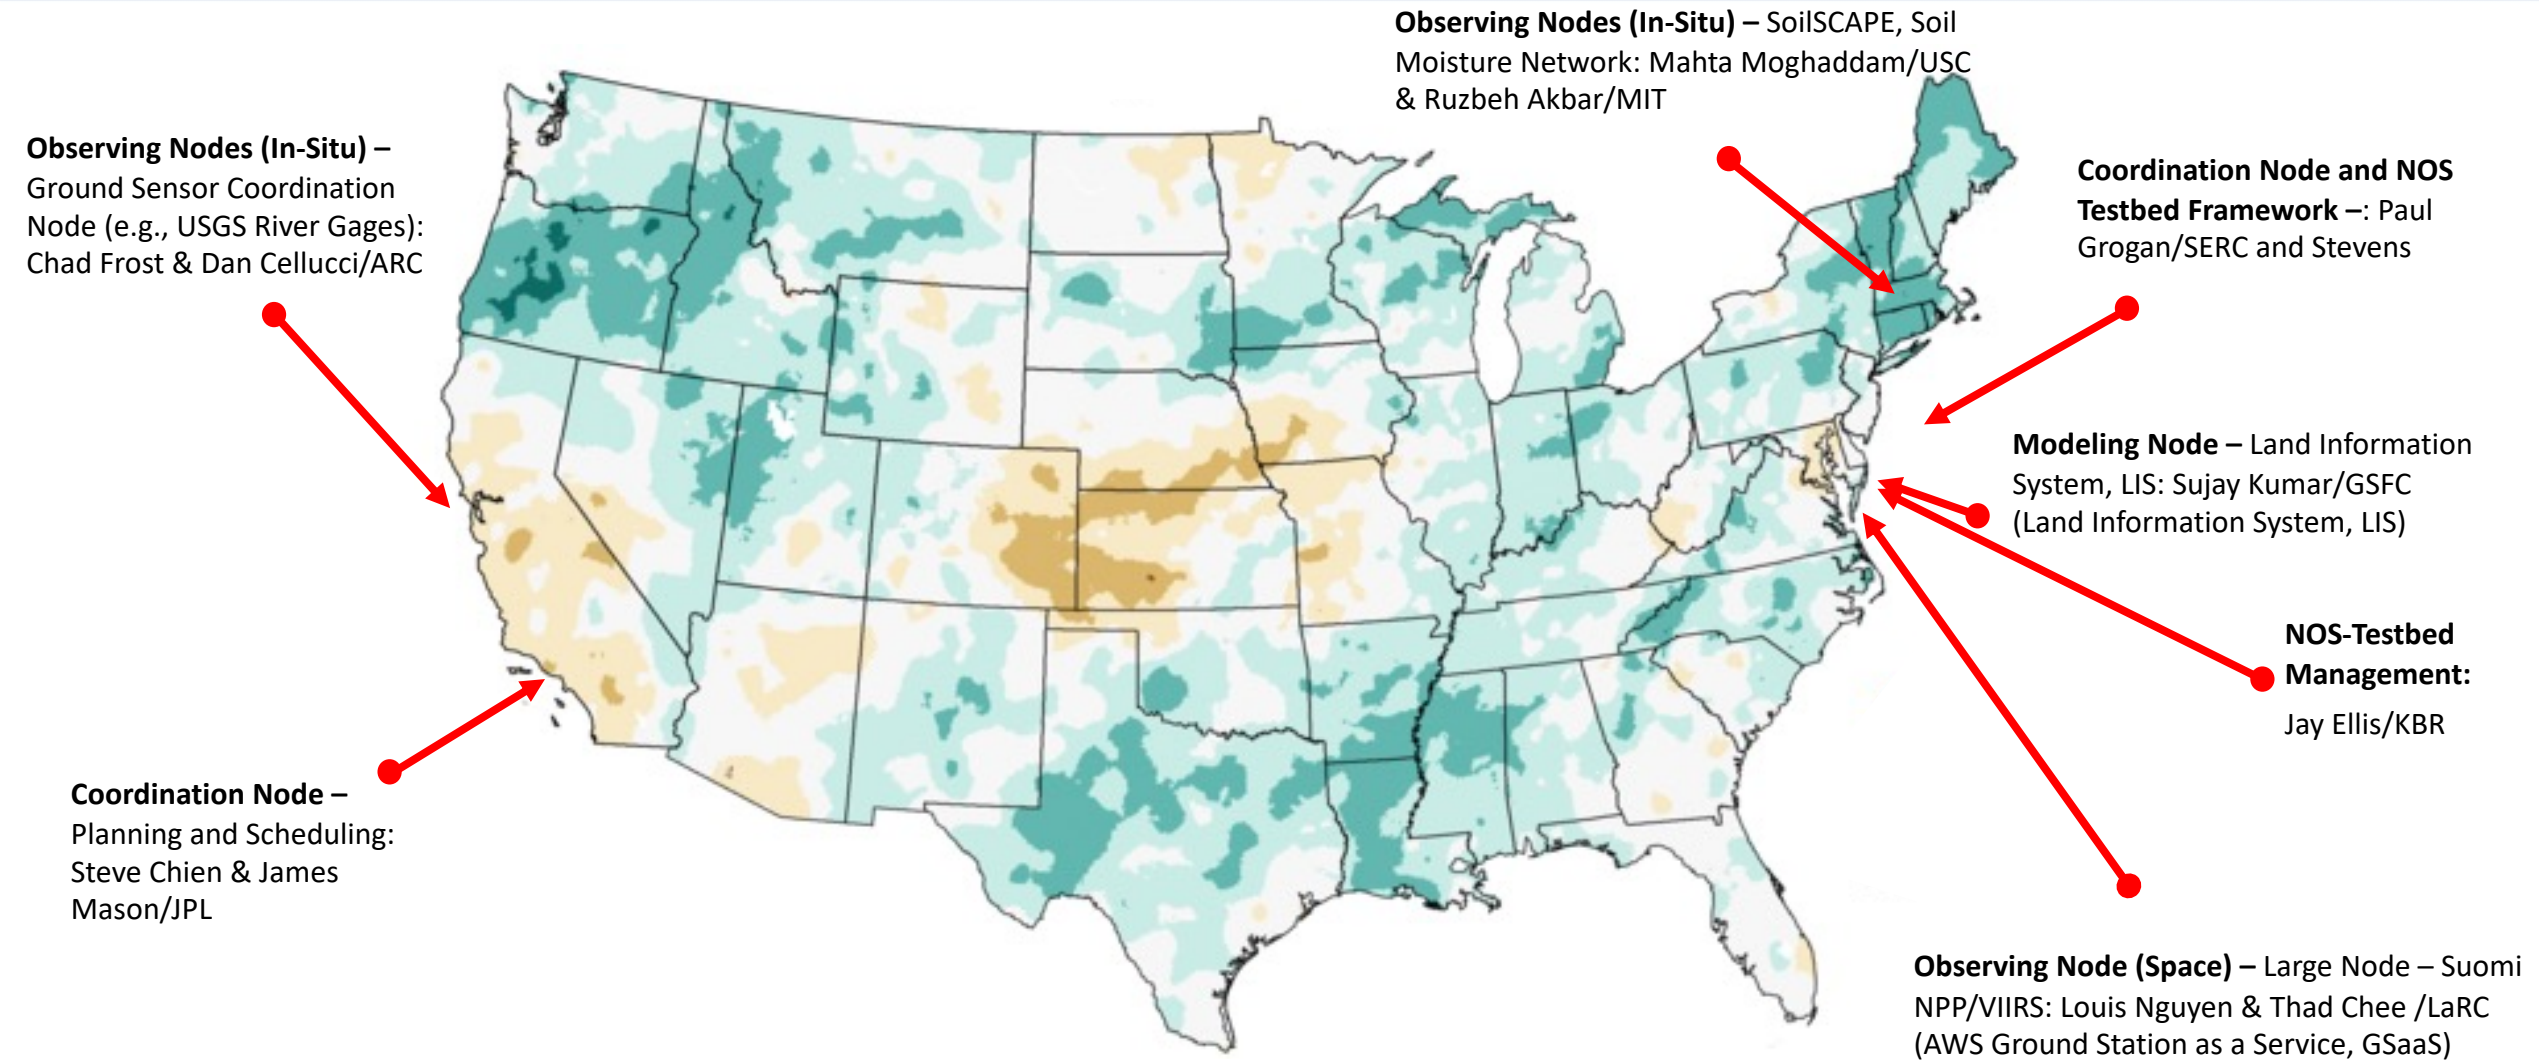 Observing Nodes (In-Situ) – SoilSCAPE, Soil
Moisture Network: Mahta Moghaddam/USC
& Ruzbeh Akbar/MIT
Observing Nodes (In-Situ) –
Ground Sensor Coordination
Node (e.g., USGS River Gages):
Chad Frost & Dan Cellucci/ARC
Coordination Node and NOS
Testbed Framework –: Paul
Grogan/SERC and Stevens
Modeling Node – Land Information
System, LIS: Sujay Kumar/GSFC
(Land Information System, LIS)
NOS-Testbed
Management:
Jay Ellis/KBR
Coordination Node –
Planning and Scheduling:
Steve Chien & James
Mason/JPL
Observing Node (Space) – Large Node – Suomi
NPP/VIIRS: Louis Nguyen & Thad Chee /LaRC
(AWS Ground Station as a Service, GSaaS)